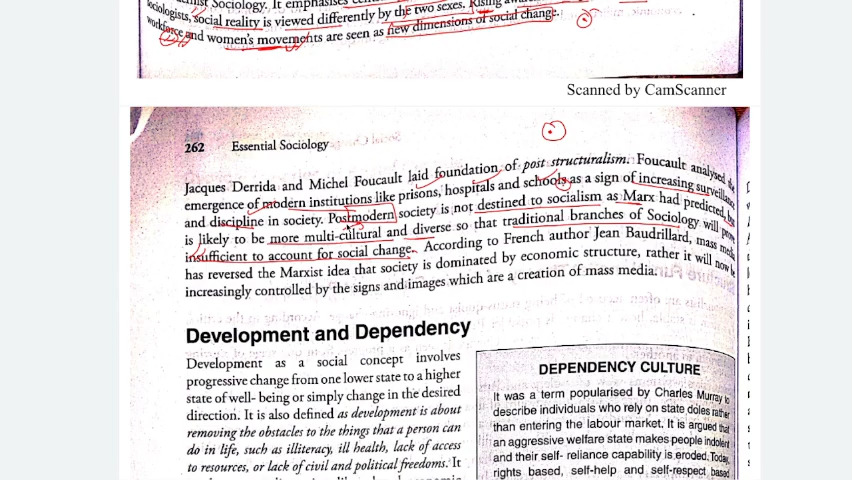 Sociology. It emphasises
sociologists, social reality is viewed differently by the two sexes. Rising
workforce and women's movements are seen as new dimensions of social change.
Scanned by CamScanner
262 Essential Sociology
Jacques Derrida and Michel Foucault laid foundation of post structuralism. Foucault analysed the
emergence of modern institutions like prisons, hospitals and schools as a sign of increasing surveillance
and discipline in society. Postmodern society is not destined to socialism as Marx had predicted, but
is likely to be more multi-cultural and diverse so that traditional branches of Sociology will prove
insufficient to account for social change. According to French author Jean Baudrillard, mass media
has reversed the Marxist idea that society is dominated by economic structure, rather it will now be
increasingly controlled by the signs and images which are a creation of mass media.
Development and Dependency
Development as a social concept involves
progressive change from one lower state to a higher
state of well- being or simply change in the desired
direction. It is also defined as development is about
removing the obstacles to the things that a person can
do in life, such as illiteracy, ill health, lack of access
to resources, or lack of civil and political freedoms. It
DEPENDENCY CULTURE
It was a term popularised by Charles Murray to
describe individuals who rely on state doles rather
than entering the labour market. It is argued that
an aggressive welfare state makes people indolent
and their self- reliance capability is eroded. Today,
rights based, self-help and self-respect based